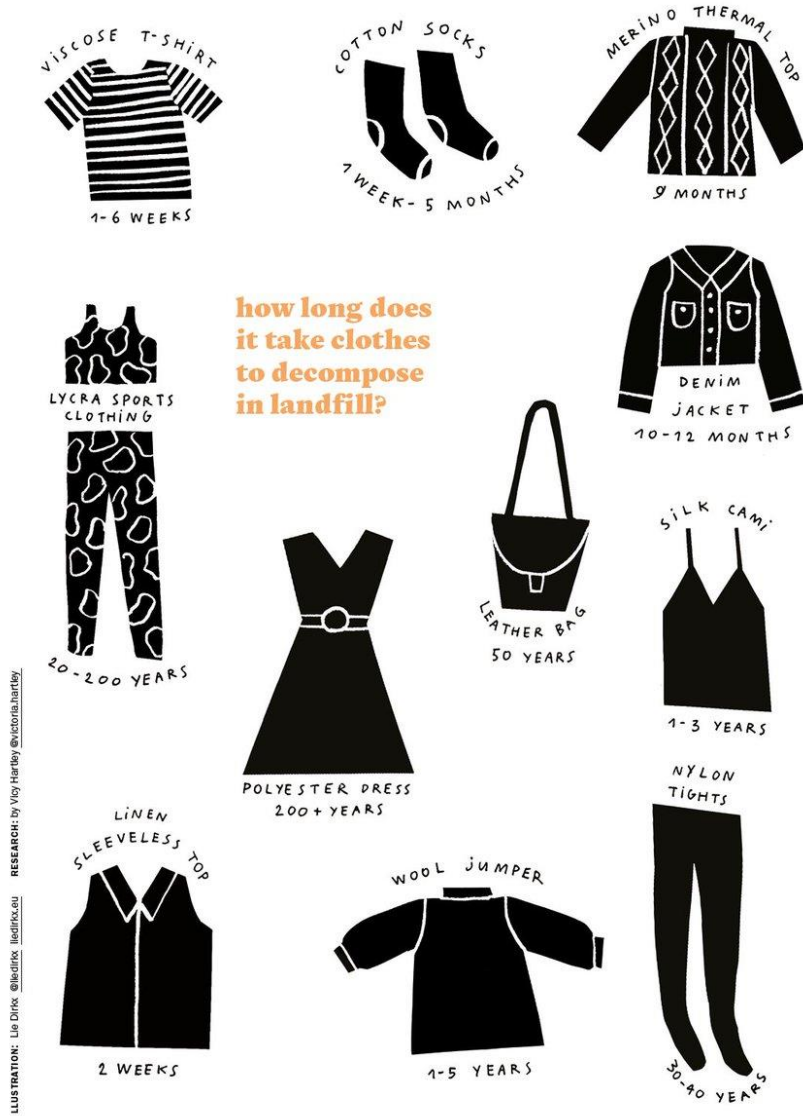 VISCOSE T-SHIRT
1-6 WEEKS
COTTON SOCKS
1 WEEK - 5 MONTHS
MERINO THERMAL TOP
9 MONTHS
how long does
it take clothes
to decompose
in landfill?
LYCRA SPORTS
CLOTHING
20-200 YEARS
DENIM
JACKET
10-12 MONTHS
LEATHER BAG
50 YEARS
SILK CAMI
1-3 YEARS
POLYESTER DRESS
200+ YEARS
NYLON
TIGHTS
30-40 YEARS
LINEN
SLEEVELESS TOP
2 WEEKS
WOOL JUMPER
1-5 YEARS
LLUSTRATION: Lie Dirkx @liedirkx liedirkx.eu RESEARCH: by Vicy Hartley @victoria.hartley